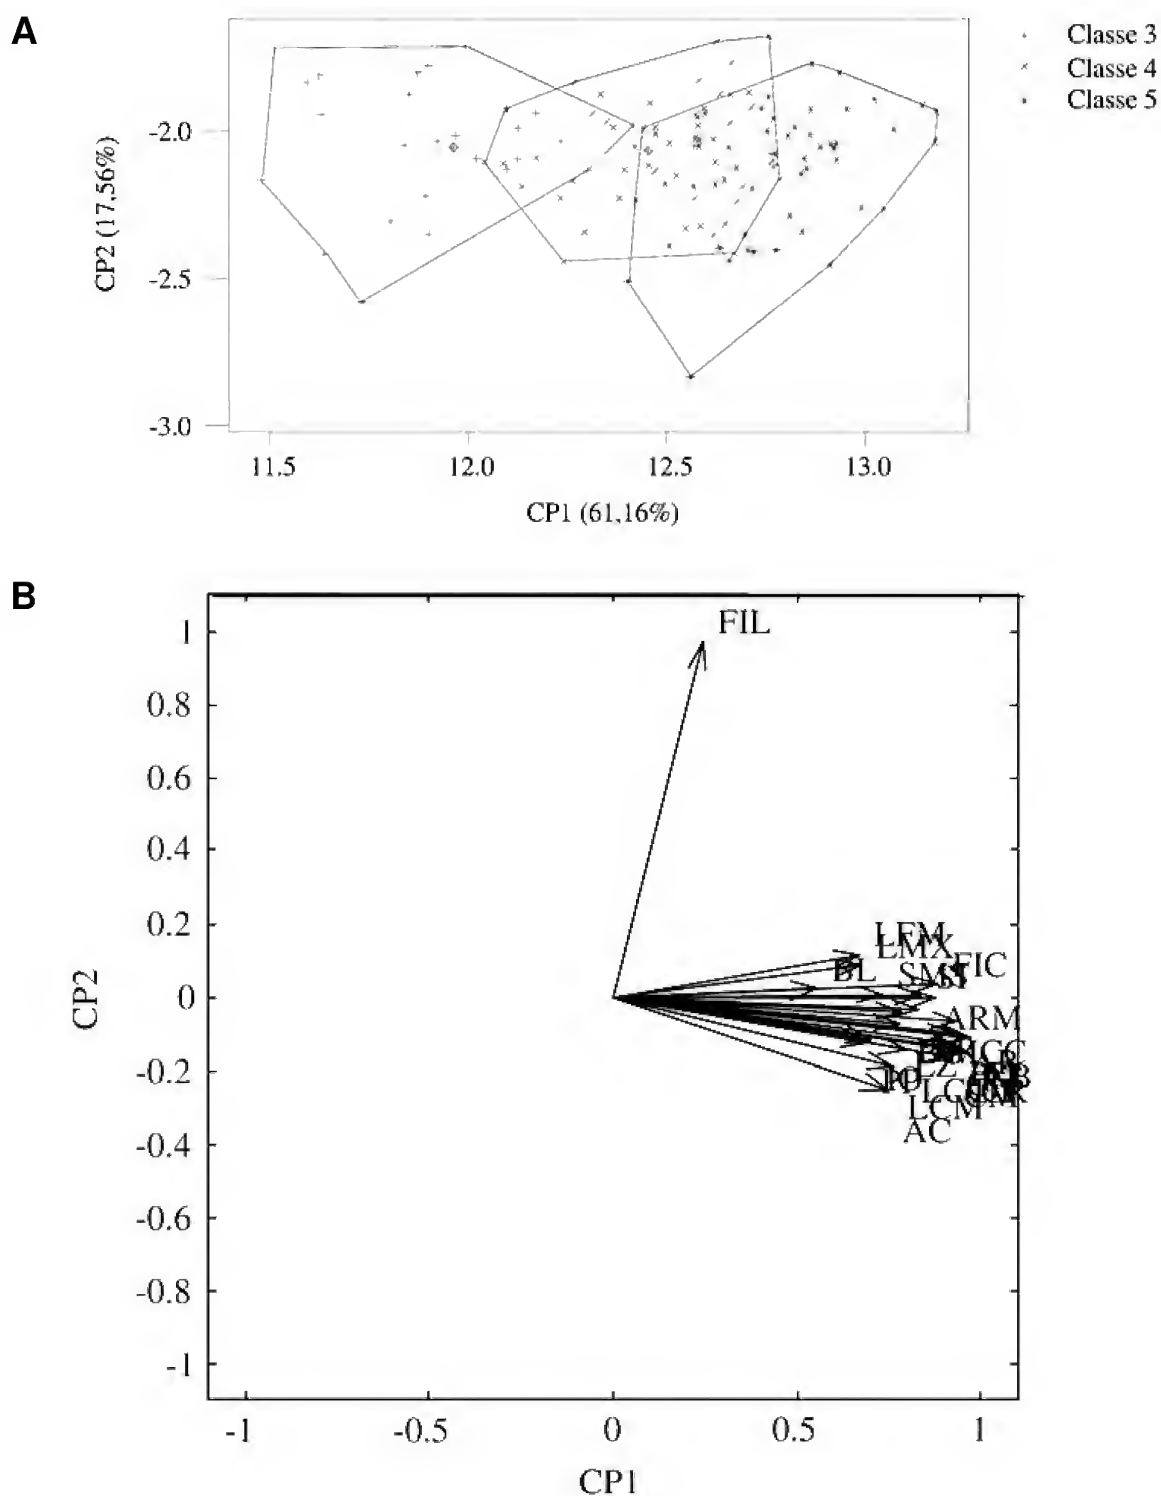 A
Classe 3
Classe 4
Classe 5
CP2 (17,56%)
-2.0
-2.5
-3.0
11.5 12.0 12.5 13.0
CP1 (61,16%)
B
FIL
1
0.8
0.6
0.4
0.2
0
-0.2
-0.4
-0.6
-0.8
-1
CP2
LFM
LMX
BL
FIC
ARM
LCM
AC
-1 -0.5 0 0.5 1
CP1